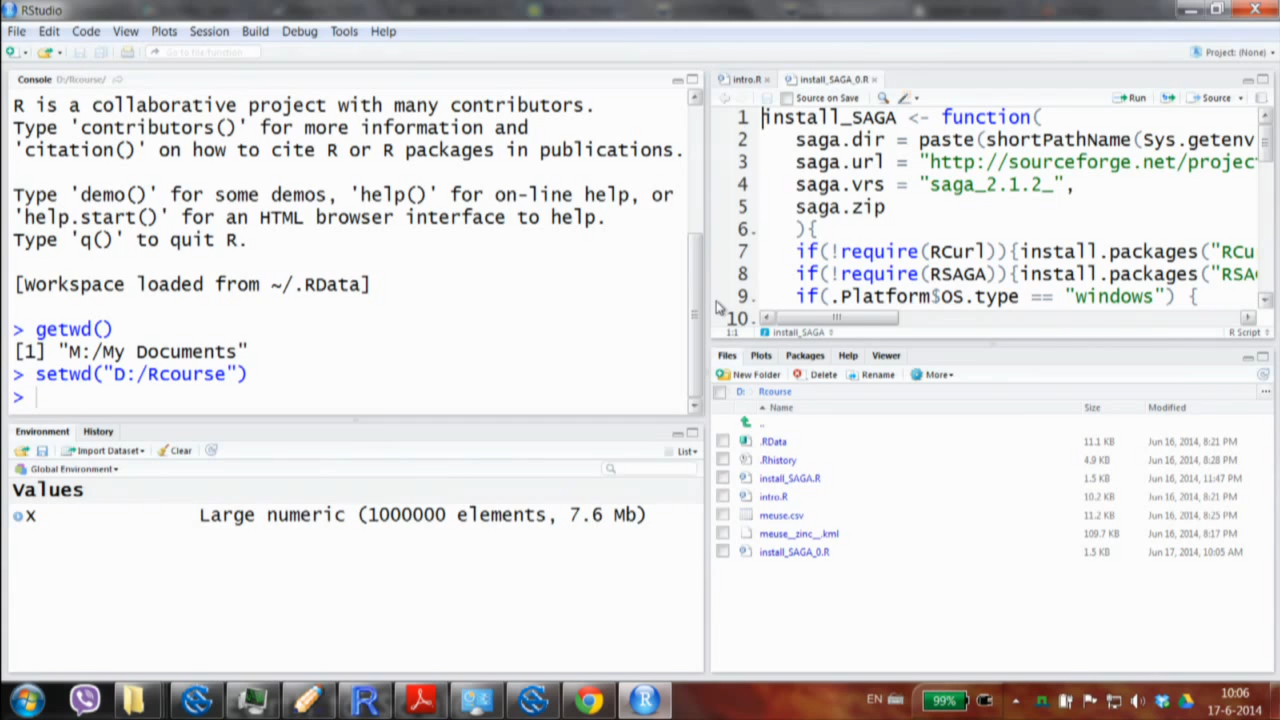 RStudio
File Edit Code View Plots Session Build Debug Tools Help
Go to file/function
Project: (None)
Console D:/Rcourse/
R is a collaborative project with many contributors.
Type 'contributors()' for more information and
'citation()' on how to cite R or R packages in publications.
Type 'demo()' for some demos, 'help()' for on-line help, or
'help.start()' for an HTML browser interface to help.
Type 'q()' to quit R.
[Workspace loaded from ~/.RData]
> getwd()
[1] "M:/My Documents"
> setwd("D:/Rcourse")
>
intro.R install_SAGA_0.R
Source on Save Run Source
1 install_SAGA <- function(
2 saga.dir = paste(shortPathName(Sys.getenv
3 saga.url = "http://sourceforge.net/projec
4 saga.vrs = "saga_2.1.2_",
5 saga.zip
6 ){
7 if(!require(RCurl)){install.packages("RCu
8 if(!require(RSAGA)){install.packages("RSA
9 if(.Platform$OS.type == "windows") {
10
1:1 install_SAGA R Script
Environment History
Import Dataset Clear List
Global Environment
Values
x Large numeric (1000000 elements, 7.6 Mb)
Files Plots Packages Help Viewer
New Folder Delete Rename More
D: Rcourse
Name Size Modified
..
.RData 11.1 KB Jun 16, 2014, 8:21 PM
.Rhistory 4.9 KB Jun 16, 2014, 8:28 PM
install_SAGA.R 1.5 KB Jun 16, 2014, 11:47 PM
intro.R 10.2 KB Jun 16, 2014, 8:21 PM
meuse.csv 11.2 KB Jun 16, 2014, 8:25 PM
meuse__zinc__.kml 109.7 KB Jun 16, 2014, 8:17 PM
install_SAGA_0.R 1.5 KB Jun 17, 2014, 10:05 AM
EN 99% 10:06
17-6-2014